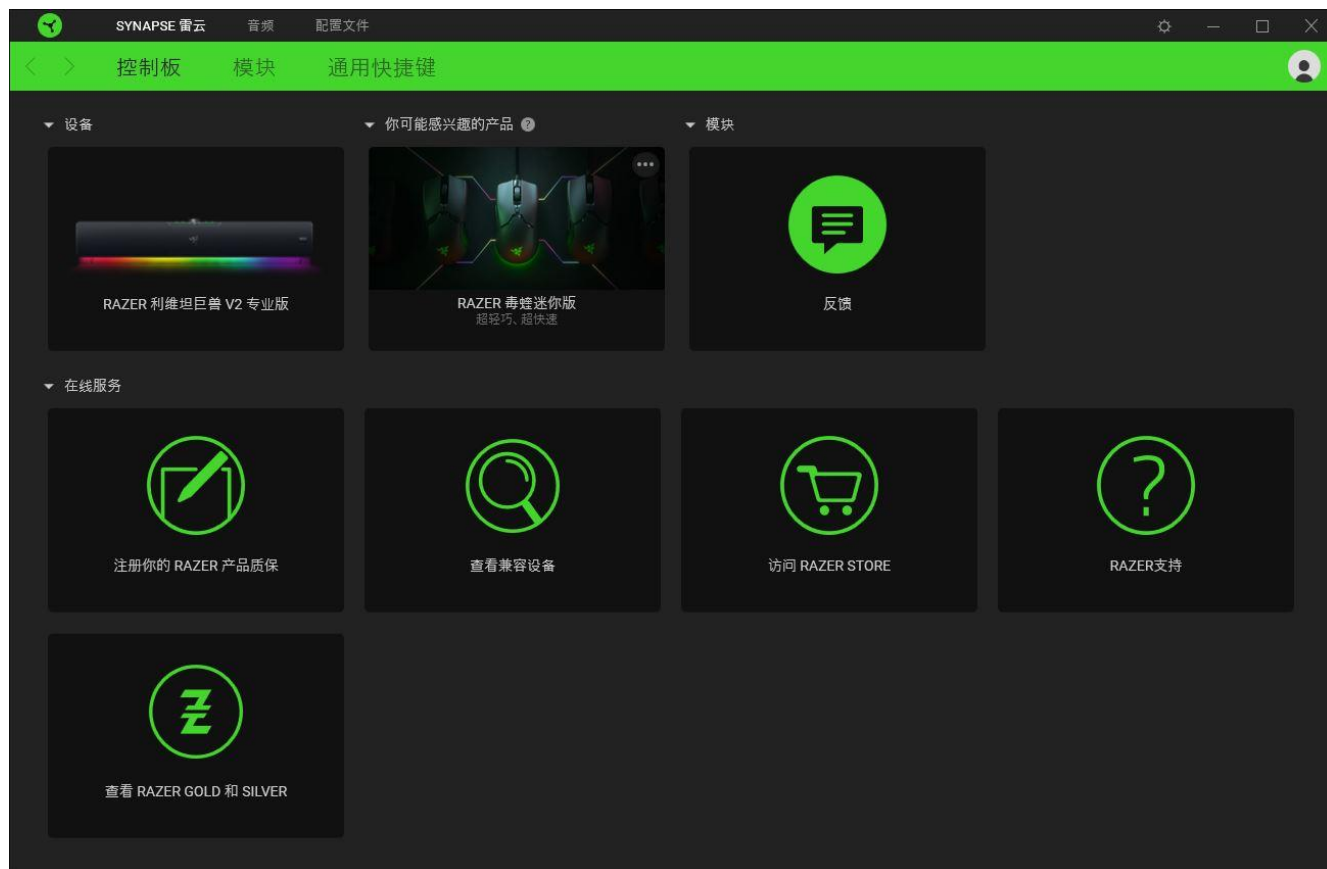 SYNAPSE 雷云
音频
配置文件
控制板
模块
通用快捷键
设备
你可能感兴趣的产品 ?
模块
RAZER 利维坦巨兽 V2 专业版
RAZER 毒蝰迷你版
超轻巧、超快速
反馈
在线服务
注册你的 RAZER 产品质保
查看兼容设备
访问 RAZER STORE
RAZER支持
查看 RAZER GOLD 和 SILVER